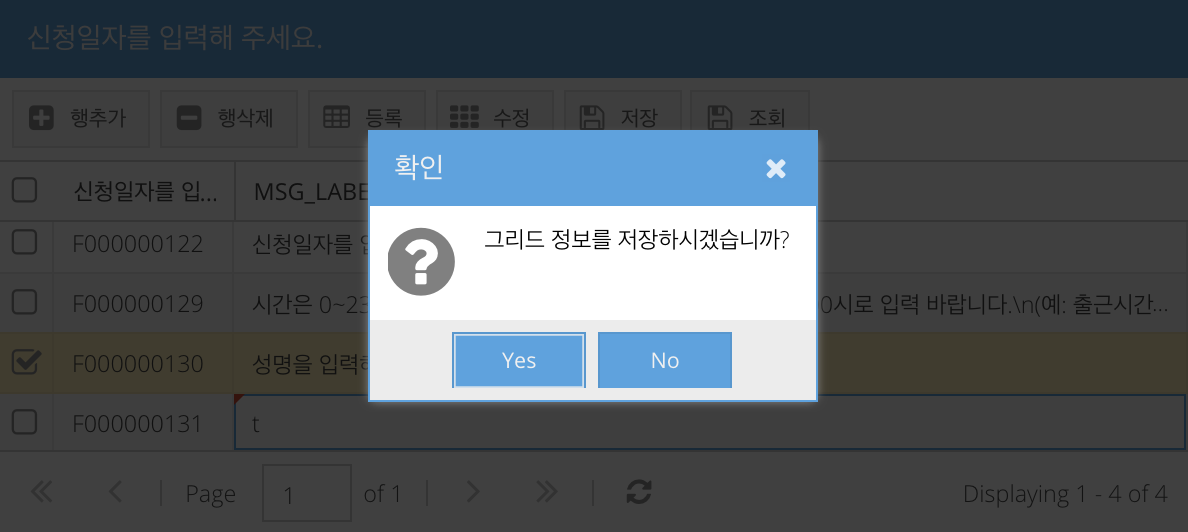 신청일자를 입력해 주세요.
행추가 행삭제 등록 수정 저장 조회
확인
신청일자를 입... MSG_LABE
그리드 정보를 저장하시겠습니까?
F000000122 신청일자를
F000000129 시간은 0~23 0시로 입력 바랍니다.\n(예: 출근시간...
F000000130 성명을 입력해
Yes No
F000000131 t
Page 1 of 1 Displaying 1 - 4 of 4